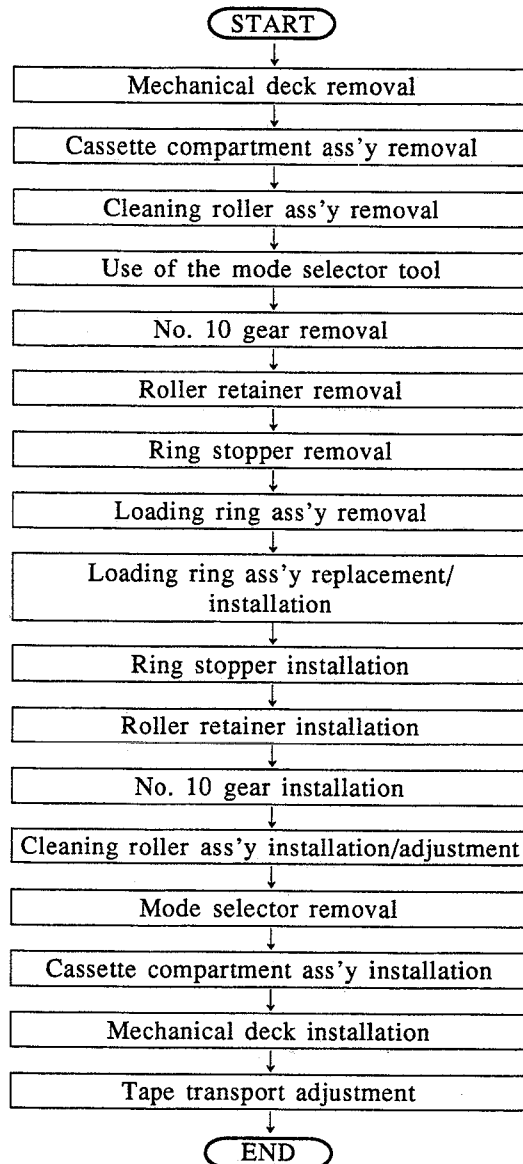 START
Mechanical deck removal
Cassette compartment ass'y removal
Cleaning roller ass'y removal
Use of the mode selector tool
No. 10 gear removal
Roller retainer removal
Ring stopper removal
Loading ring ass'y removal
Loading ring ass'y replacement/
installation
Ring stopper installation
Roller retainer installation
No. 10 gear installation
Cleaning roller ass'y installation/adjustment
Mode selector removal
Cassette compartment ass'y installation
Mechanical deck installation
Tape transport adjustment
END